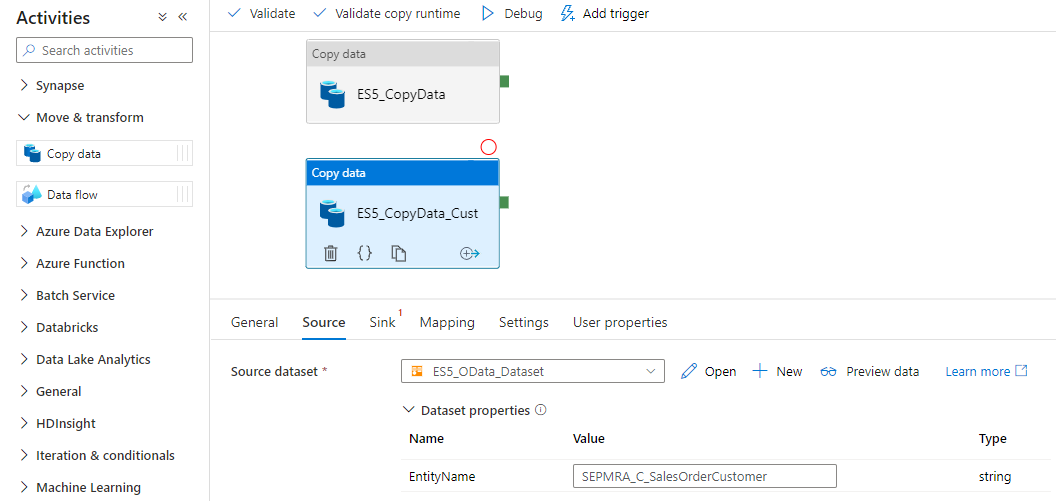 Activities
Search activities
Synapse
Move & transform
Copy data
Data flow
Azure Data Explorer
Azure Function
Batch Service
Databricks
Data Lake Analytics
General
HDInsight
Iteration & conditionals
Machine Learning
Validate Validate copy runtime Debug Add trigger
Copy data
ES5_CopyData
Copy data
ES5_CopyData_Cust
General Source Sink 1 Mapping Settings User properties
Source dataset * ES5_OData_Dataset Open New Preview data Learn more
Dataset properties
Name Value Type
EntityName SEPMRA_C_SalesOrderCustomer string